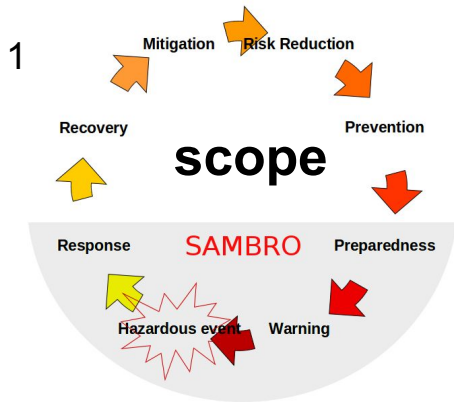 1
Mitigation
Risk Reduction
Recovery
Prevention
scope
Response
SAMBRO
Preparedness
Hazardous event
Warning